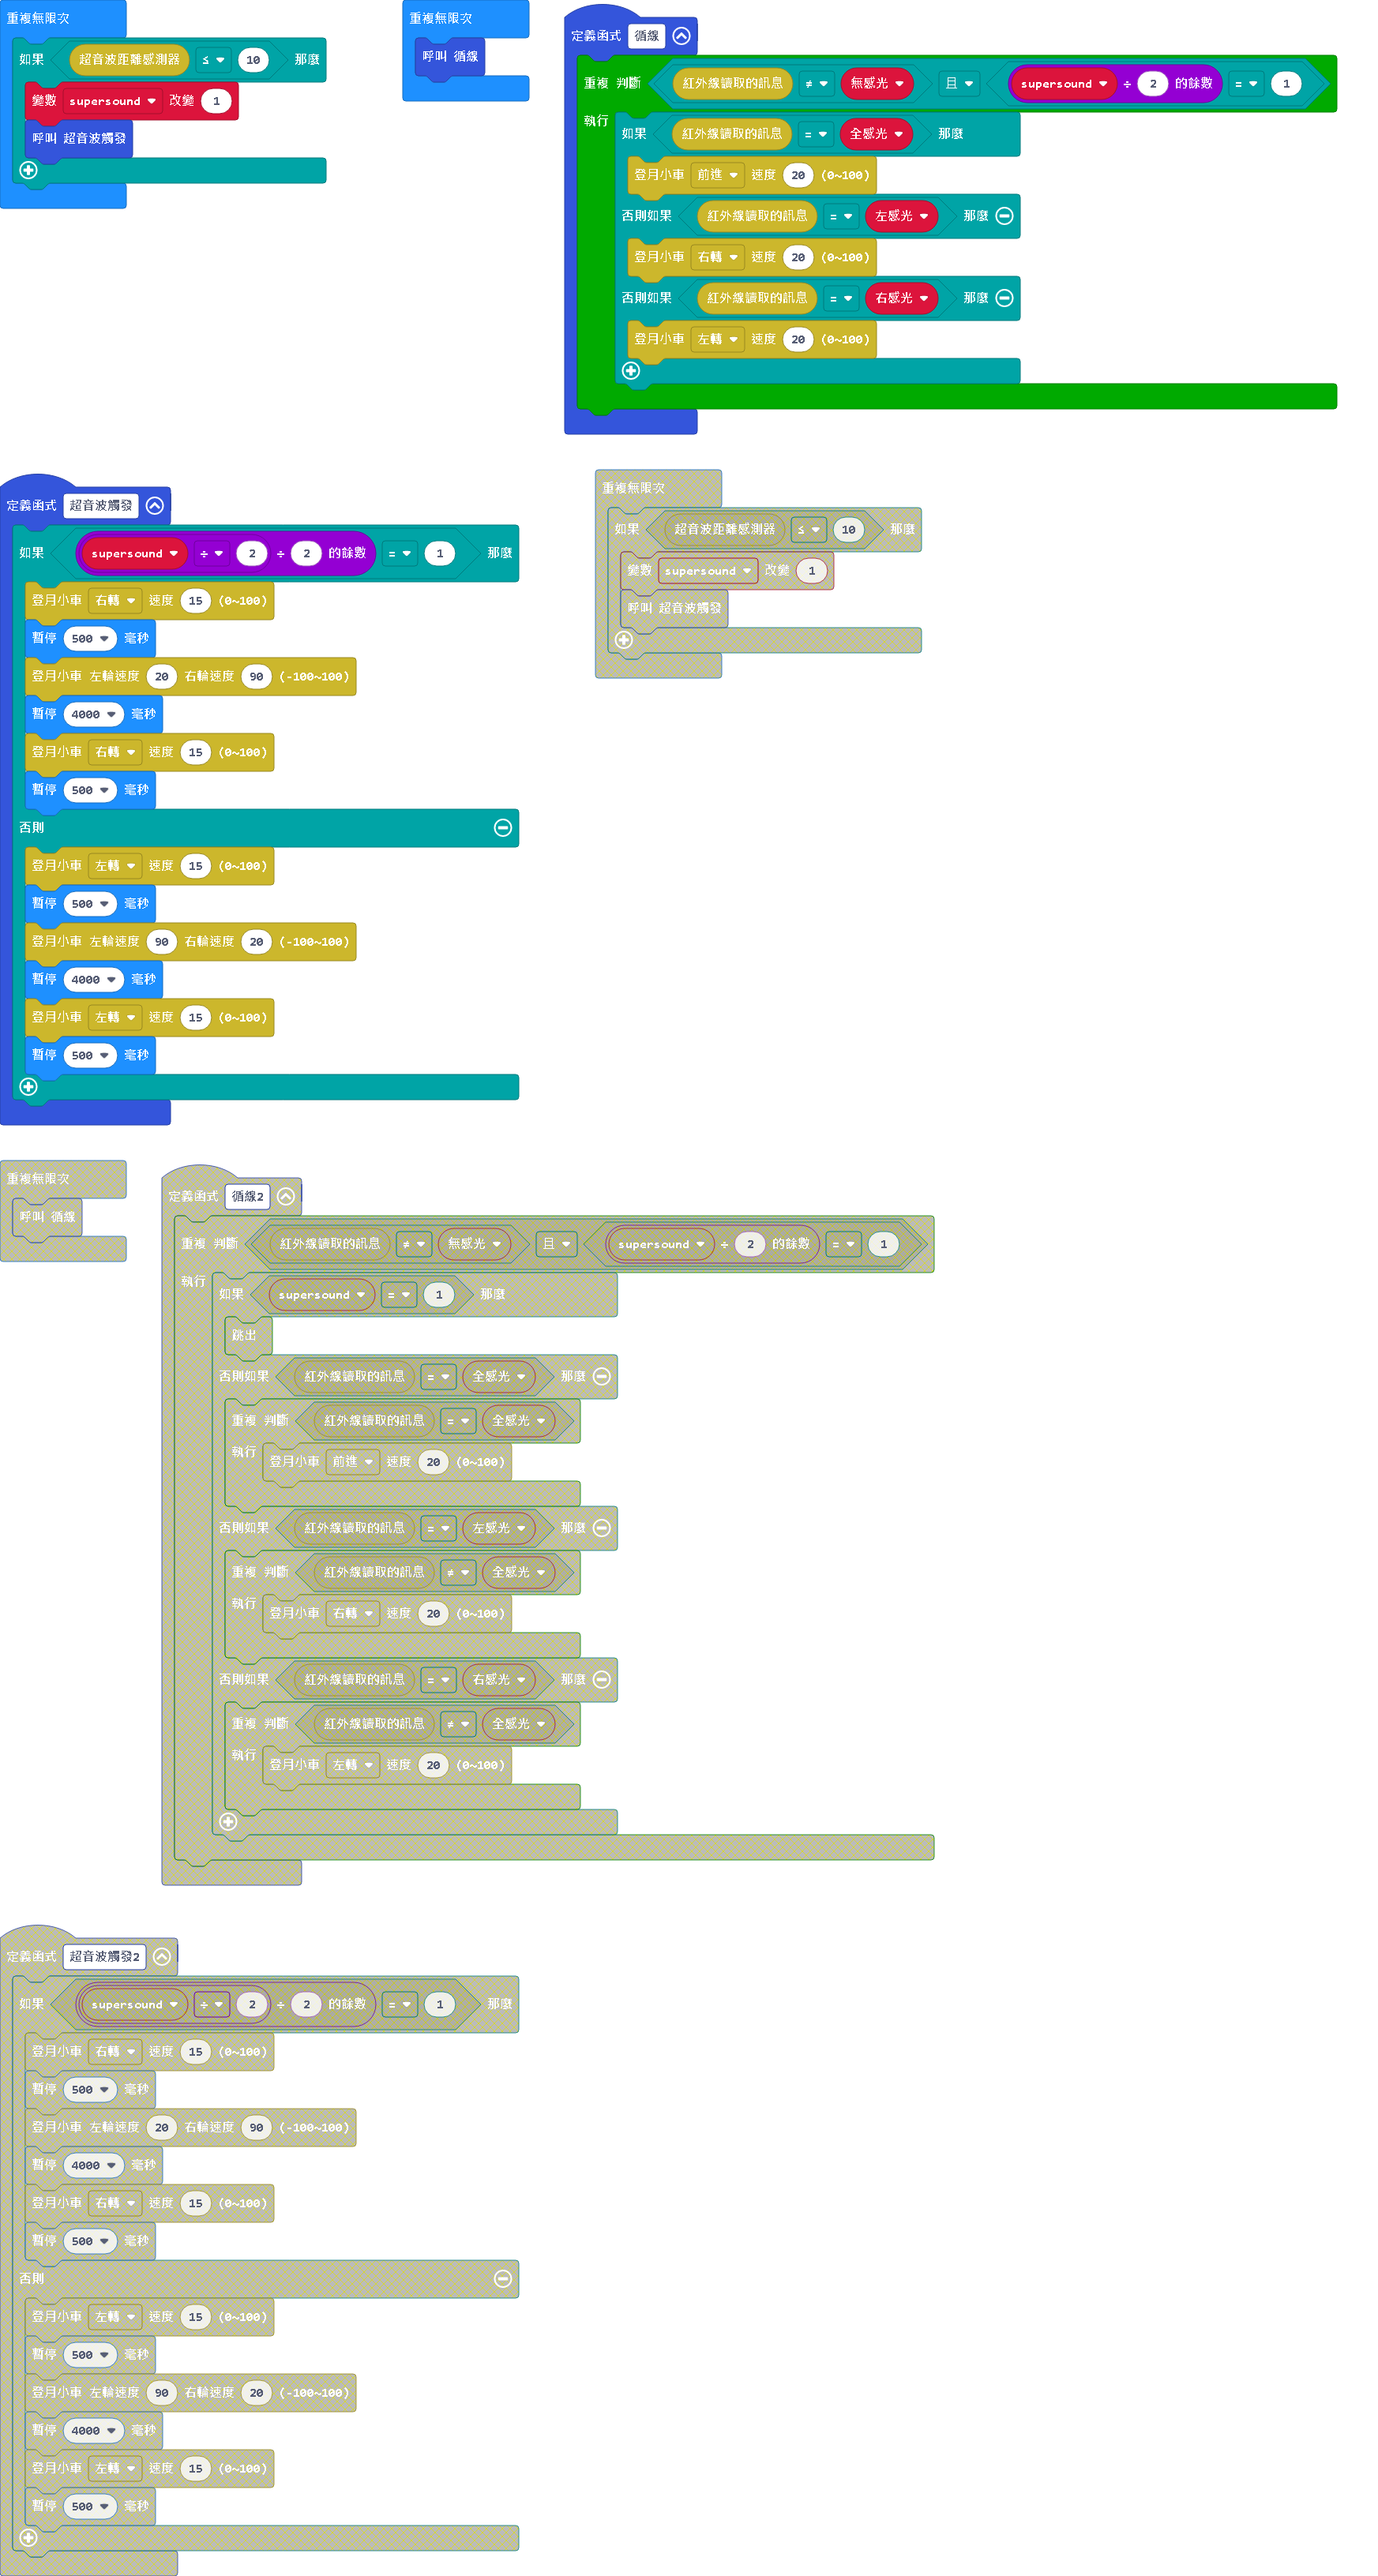 重複無限次
如果 超音波距離感測器 ≤ 10 那麼
變數 supersound 改變 1
呼叫 超音波觸發
重複無限次
呼叫 循線
定義函式 循線
重複 判斷 紅外線讀取的訊息 ≠ 無感光 且 supersound ÷ 2 的餘數 = 1
執行
如果 紅外線讀取的訊息 = 全感光 那麼
登月小車 前進 速度 20 (0~100)
否則如果 紅外線讀取的訊息 = 左感光 那麼
登月小車 右轉 速度 20 (0~100)
否則如果 紅外線讀取的訊息 = 右感光 那麼
登月小車 左轉 速度 20 (0~100)
定義函式 超音波觸發
如果 supersound ÷ 2 ÷ 2 的餘數 = 1 那麼
登月小車 右轉 速度 15 (0~100)
暫停 500 毫秒
登月小車 左輪速度 20 右輪速度 90 (-100~100)
暫停 4000 毫秒
登月小車 右轉 速度 15 (0~100)
暫停 500 毫秒
否則
登月小車 左轉 速度 15 (0~100)
暫停 500 毫秒
登月小車 左輪速度 90 右輪速度 20 (-100~100)
暫停 4000 毫秒
登月小車 左轉 速度 15 (0~100)
暫停 500 毫秒
重複無限次
如果 超音波距離感測器 ≤ 10 那麼
變數 supersound 改變 1
呼叫 超音波觸發
重複無限次
呼叫 循線
定義函式 循線2
重複 判斷 紅外線讀取的訊息 ≠ 無感光 且 supersound ÷ 2 的餘數 = 1
執行
如果 supersound = 1 那麼
跳出
否則如果 紅外線讀取的訊息 = 全感光 那麼
重複 判斷 紅外線讀取的訊息 = 全感光
執行
登月小車 前進 速度 20 (0~100)
否則如果 紅外線讀取的訊息 = 左感光 那麼
重複 判斷 紅外線讀取的訊息 ≠ 全感光
執行
登月小車 右轉 速度 20 (0~100)
否則如果 紅外線讀取的訊息 = 右感光 那麼
重複 判斷 紅外線讀取的訊息 ≠ 全感光
執行
登月小車 左轉 速度 20 (0~100)
定義函式 超音波觸發2
如果 supersound ÷ 2 ÷ 2 的餘數 = 1 那麼
登月小車 右轉 速度 15 (0~100)
暫停 500 毫秒
登月小車 左輪速度 20 右輪速度 90 (-100~100)
暫停 4000 毫秒
登月小車 右轉 速度 15 (0~100)
暫停 500 毫秒
否則
登月小車 左轉 速度 15 (0~100)
暫停 500 毫秒
登月小車 左輪速度 90 右輪速度 20 (-100~100)
暫停 4000 毫秒
登月小車 左轉 速度 15 (0~100)
暫停 500 毫秒